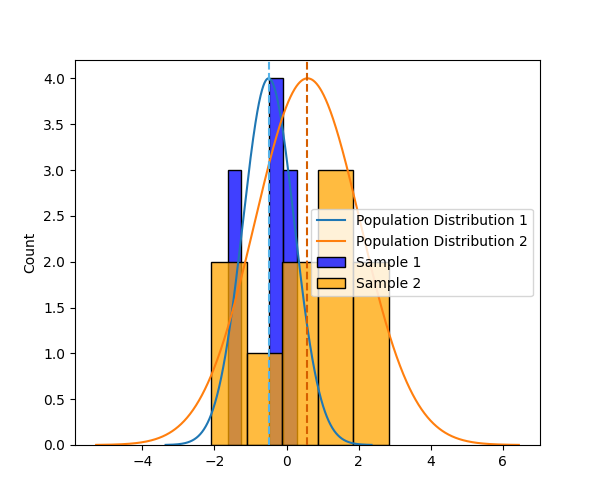 4.0
3.5
3.0
2.5
2.0
1.5
1.0
0.5
0.0
Count
Population Distribution 1
Population Distribution 2
Sample 1
Sample 2
−4 −2 0 2 4 6